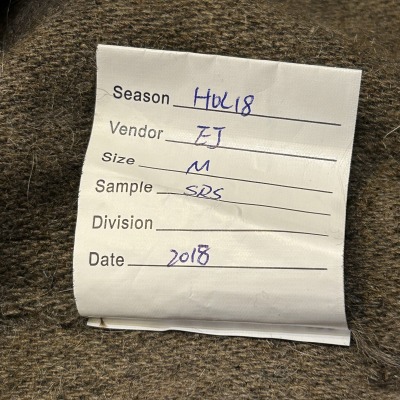 Season HOL18
Vendor EJ
Size M
Sample SRS
Division
Date 2018